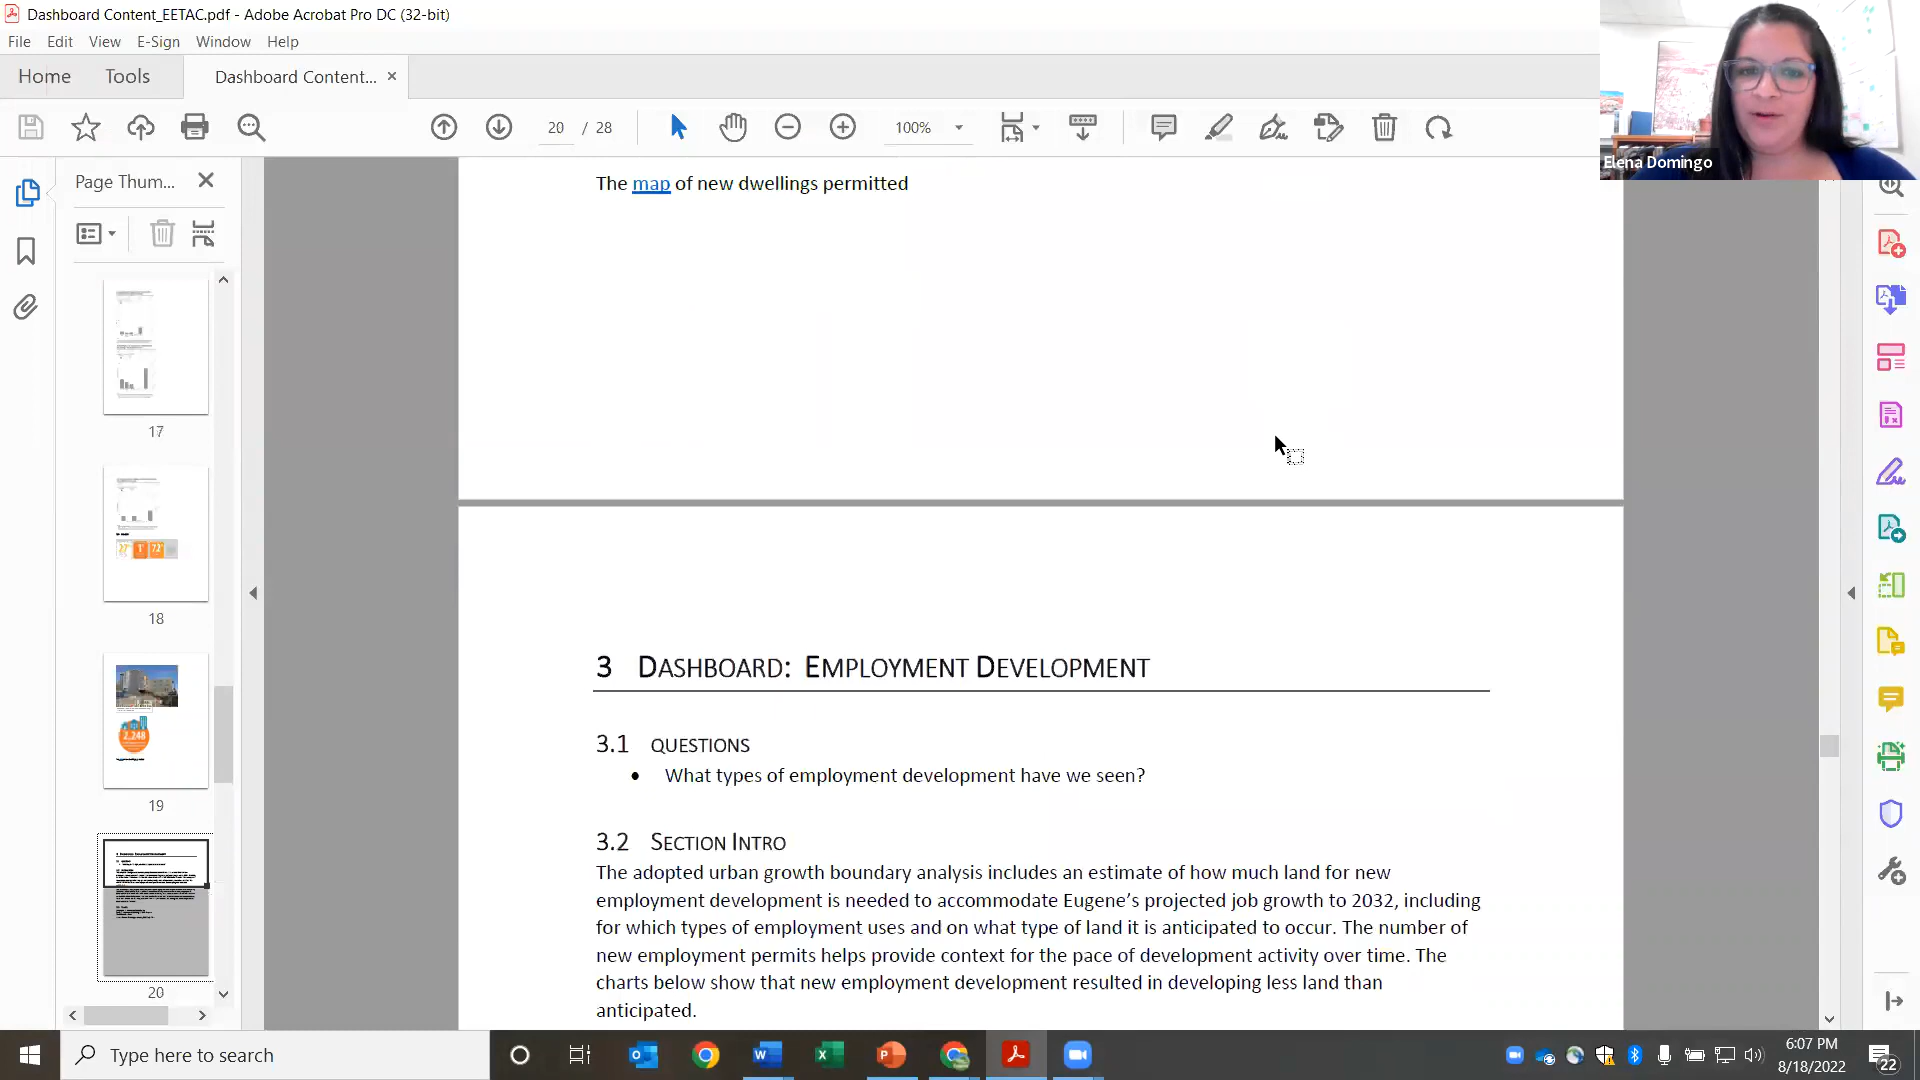 Dashboard Content_EETAC.pdf - Adobe Acrobat Pro DC (32-bit)
File Edit View E-Sign Window Help
Home Tools Dashboard Content... ×
20 / 28 100%
Elena Domingo
Page Thum...
17
18
2,248
19
20
The map of new dwellings permitted
3 DASHBOARD: EMPLOYMENT DEVELOPMENT
3.1 QUESTIONS
• What types of employment development have we seen?
3.2 SECTION INTRO
The adopted urban growth boundary analysis includes an estimate of how much land for new
employment development is needed to accommodate Eugene’s projected job growth to 2032, including
for which types of employment uses and on what type of land it is anticipated to occur. The number of
new employment permits helps provide context for the pace of development activity over time. The
charts below show that new employment development resulted in developing less land than
anticipated.
Type here to search
6:07 PM
8/18/2022
22